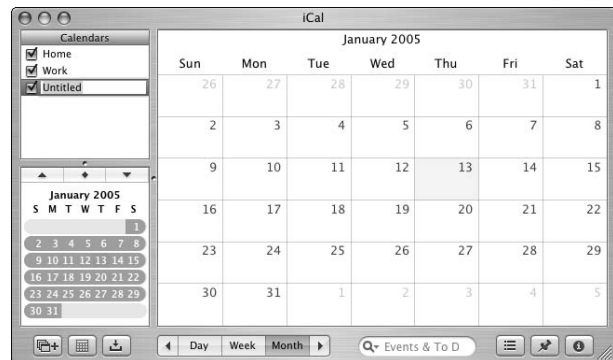 iCal
Calendars
Home
Work
Untitled
January 2005
S M T W T F S
1
2 3 4 5 6 7 8
9 10 11 12 13 14 15
16 17 18 19 20 21 22
23 24 25 26 27 28 29
30 31
January 2005
Sun Mon Tue Wed Thu Fri Sat
26 27 28 29 30 31 1
2 3 4 5 6 7 8
9 10 11 12 13 14 15
16 17 18 19 20 21 22
23 24 25 26 27 28 29
30 31 1 2 3 4 5
Day Week Month
Events & To D